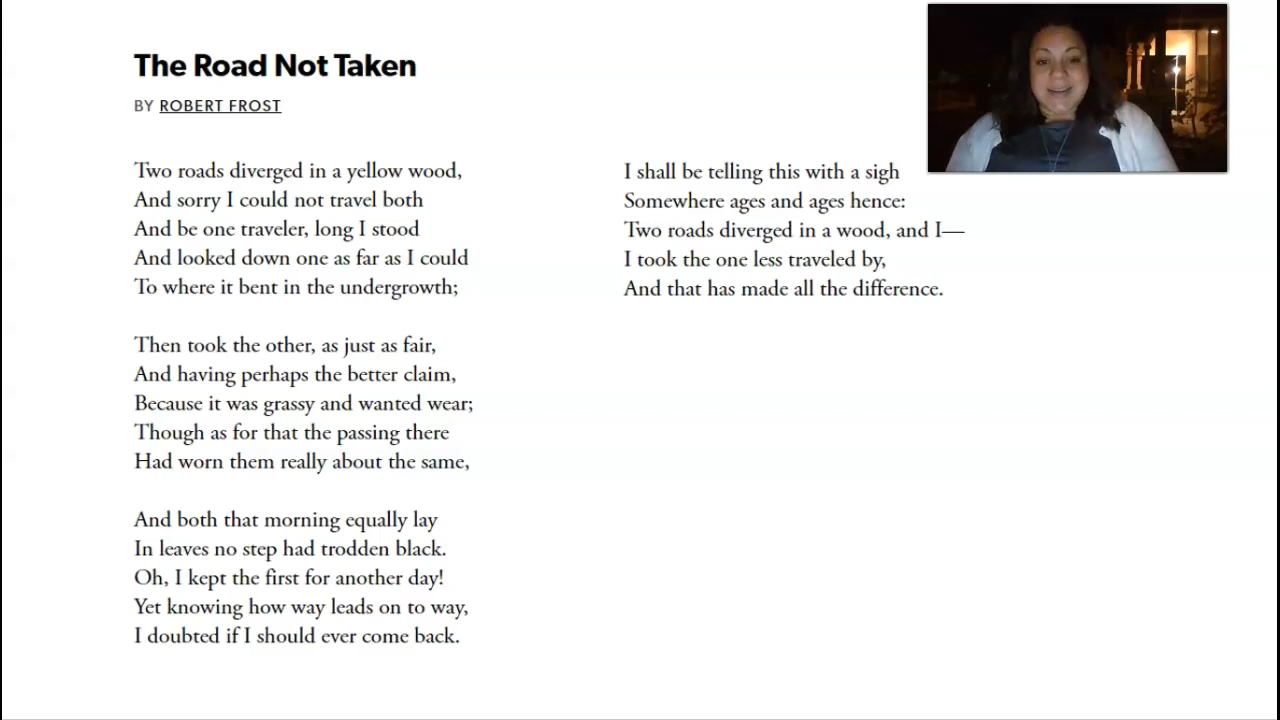 The Road Not Taken
BY ROBERT FROST
Two roads diverged in a yellow wood,
And sorry I could not travel both
And be one traveler, long I stood
And looked down one as far as I could
To where it bent in the undergrowth;
Then took the other, as just as fair,
And having perhaps the better claim,
Because it was grassy and wanted wear;
Though as for that the passing there
Had worn them really about the same,
And both that morning equally lay
In leaves no step had trodden black.
Oh, I kept the first for another day!
Yet knowing how way leads on to way,
I doubted if I should ever come back.
I shall be telling this with a sigh
Somewhere ages and ages hence:
Two roads diverged in a wood, and I—
I took the one less traveled by,
And that has made all the difference.